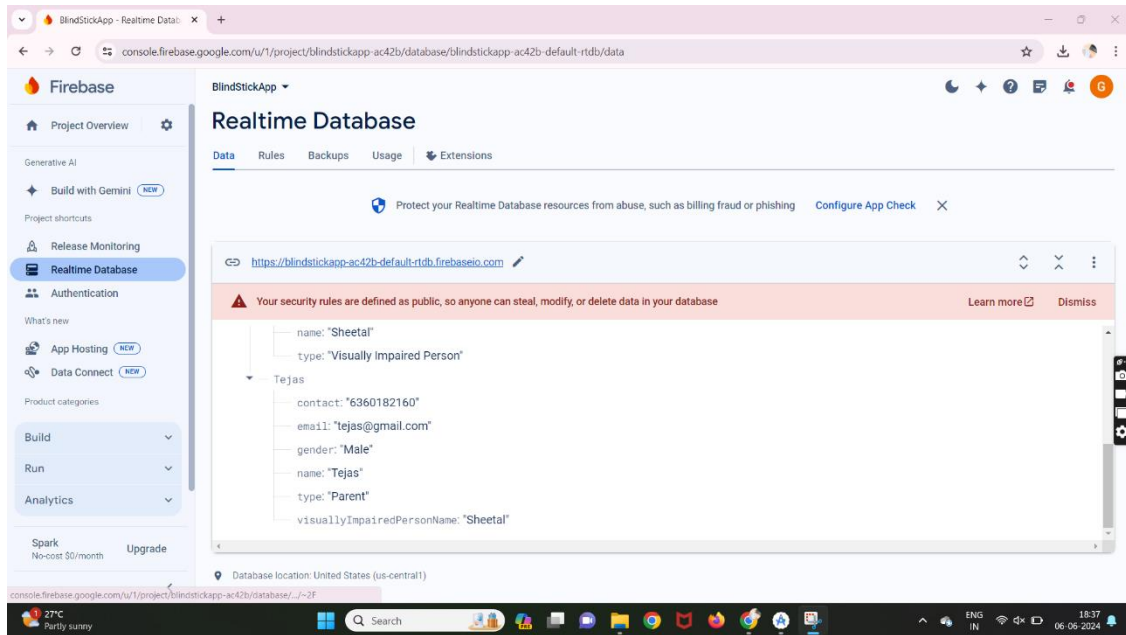 BlindStickApp - Realtime Datab
console.firebase.google.com/u/1/project/blindstickapp-ac42b/database/blindstickapp-ac42b-default-rtdb/data
Firebase
BlindStickApp
G
Project Overview
Realtime Database
Data Rules Backups Usage Extensions
Generative AI
Build with Gemini NEW
Protect your Realtime Database resources from abuse, such as billing fraud or phishing Configure App Check
Project shortcuts
Release Monitoring
Realtime Database
Authentication
https://blindstickapp-ac42b-default-rtdb.firebaseio.com
Your security rules are defined as public, so anyone can steal, modify, or delete data in your database Learn more Dismiss
What's new
App Hosting NEW
Data Connect NEW
Product categories
Build
Run
Analytics
Spark
No-cost $0/month
Upgrade
name: "Sheetal"
type: "Visually Impaired Person"
Tejas
contact: "6360182160"
email: "tejas@gmail.com"
gender: "Male"
name: "Tejas"
type: "Parent"
visuallyImpairedPersonName: "Sheetal"
Database location: United States (us-central1)
console.firebase.google.com/u/1/project/blindstickapp-ac42b/database/.../~2F
27°C
Partly sunny
Search
ENG
IN
18:37
06-06-2024